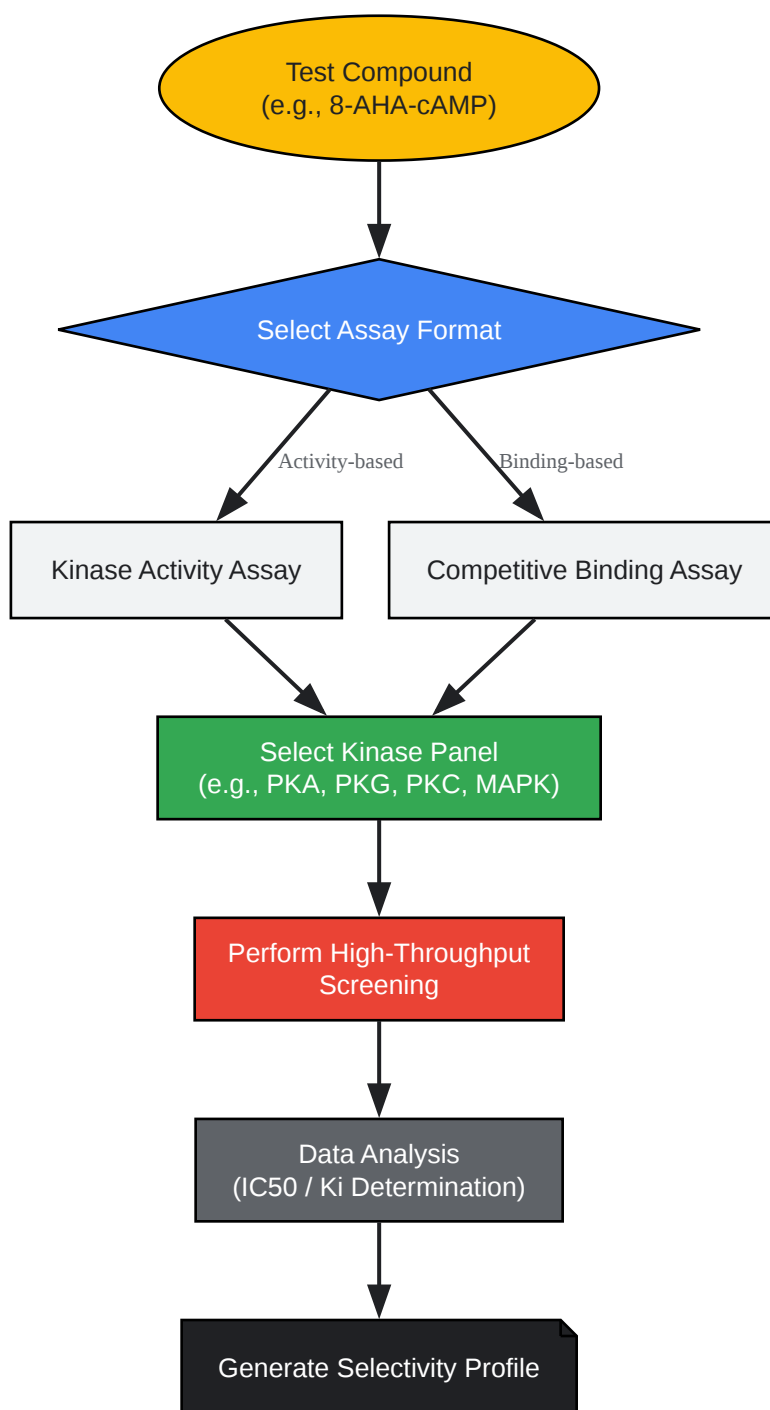 Test Compound
(e.g., 8-AHA-cAMP)
Select Assay Format
Activity-based
Binding-based
Kinase Activity Assay
Competitive Binding Assay
Select Kinase Panel
(e.g., PKA, PKG, PKC, MAPK)
Perform High-Throughput
Screening
Data Analysis
(IC50 / Ki Determination)
Generate Selectivity Profile